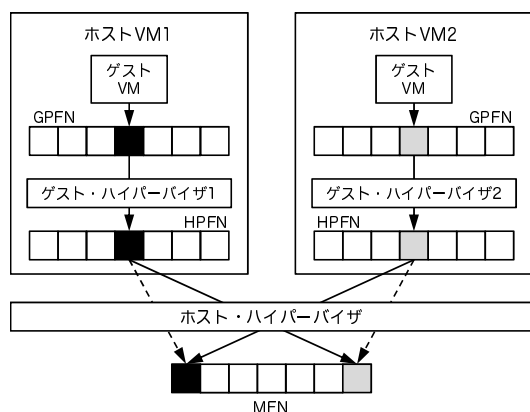 ホストVM1
ゲスト
VM
GPFN
ゲスト・ハイパーバイザ1
HPFN
ホストVM2
ゲスト
VM
GPFN
ゲスト・ハイパーバイザ2
HPFN
ホスト・ハイパーバイザ
MFN